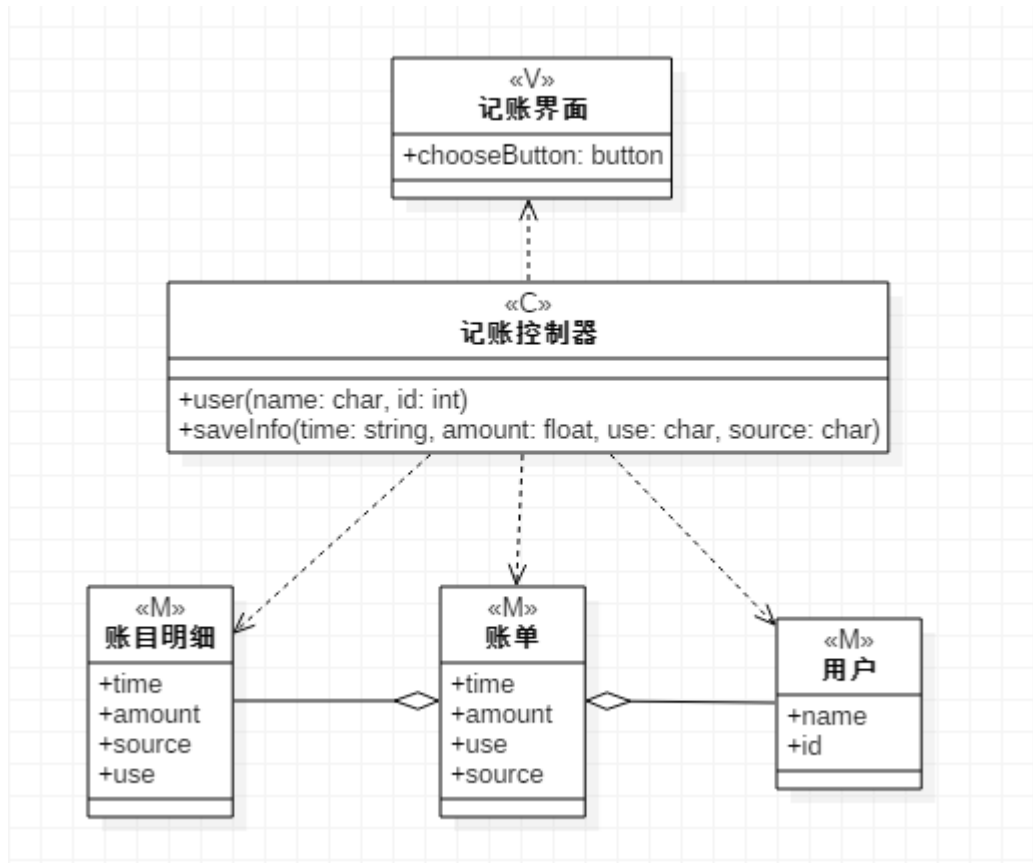 «V»
记账界面
+chooseButton: button
«C»
记账控制器
+user(name: char, id: int)
+saveInfo(time: string, amount: float, use: char, source: char)
«M»
账目明细
+time
+amount
+source
+use
«M»
账单
+time
+amount
+use
+source
«M»
用户
+name
+id